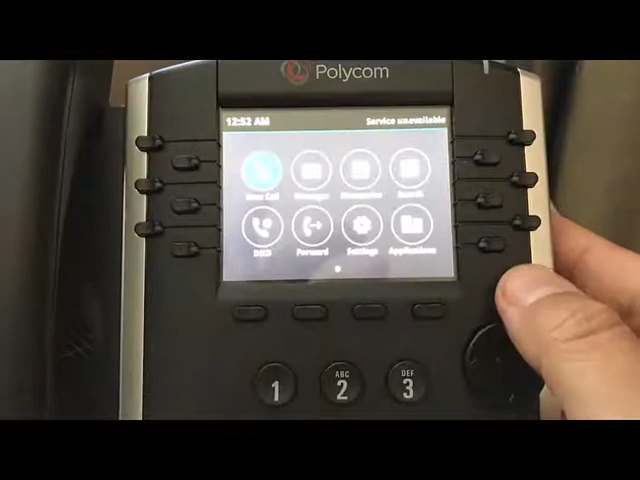 Polycom
12:52 AM Service unavailable
New Call Messages Directories Search
DND Forward Settings Applications
ABC DEF
1 2 3